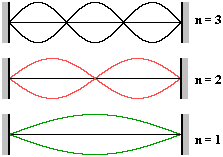 n = 3
n = 2
n = 1